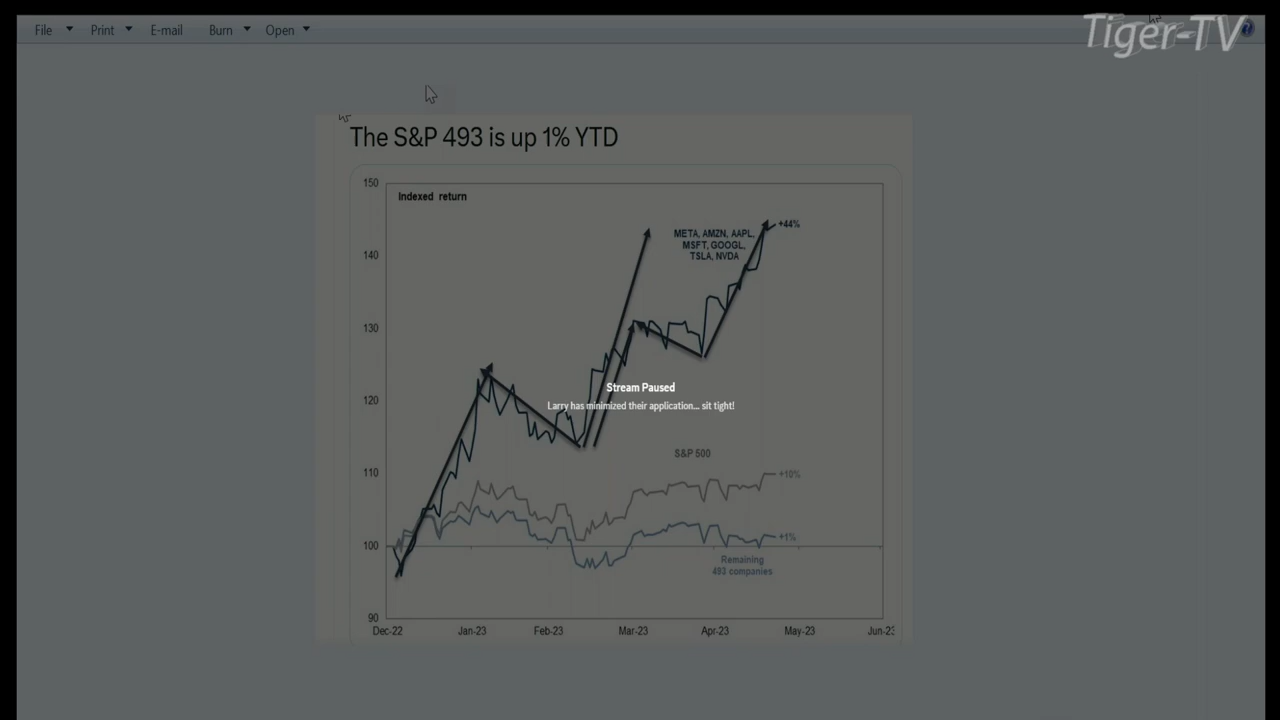 File Print E-mail Burn Open
Tiger-TV
The S&P 493 is up 1% YTD
150
Indexed return
+44%
META, AMZN, AAPL,
MSFT, GOOGL,
TSLA, NVDA
140
130
Stream Paused
120
Larry has minimized their application... sit tight!
S&P 500
110
+10%
100
+1%
Remaining
493 companies
90
Dec-22 Jan-23 Feb-23 Mar-23 Apr-23 May-23 Jun-23